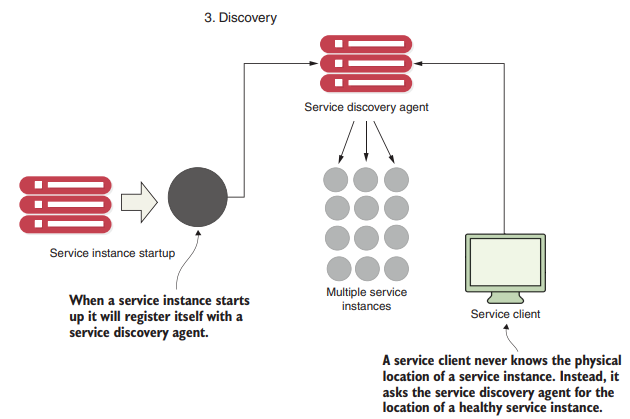 3. Discovery
Service discovery agent
Service instance startup
When a service instance starts
up it will register itself with a
service discovery agent.
Multiple service
instances
Service client
A service client never knows the physical
location of a service instance. Instead, it
asks the service discovery agent for the
location of a healthy service instance.